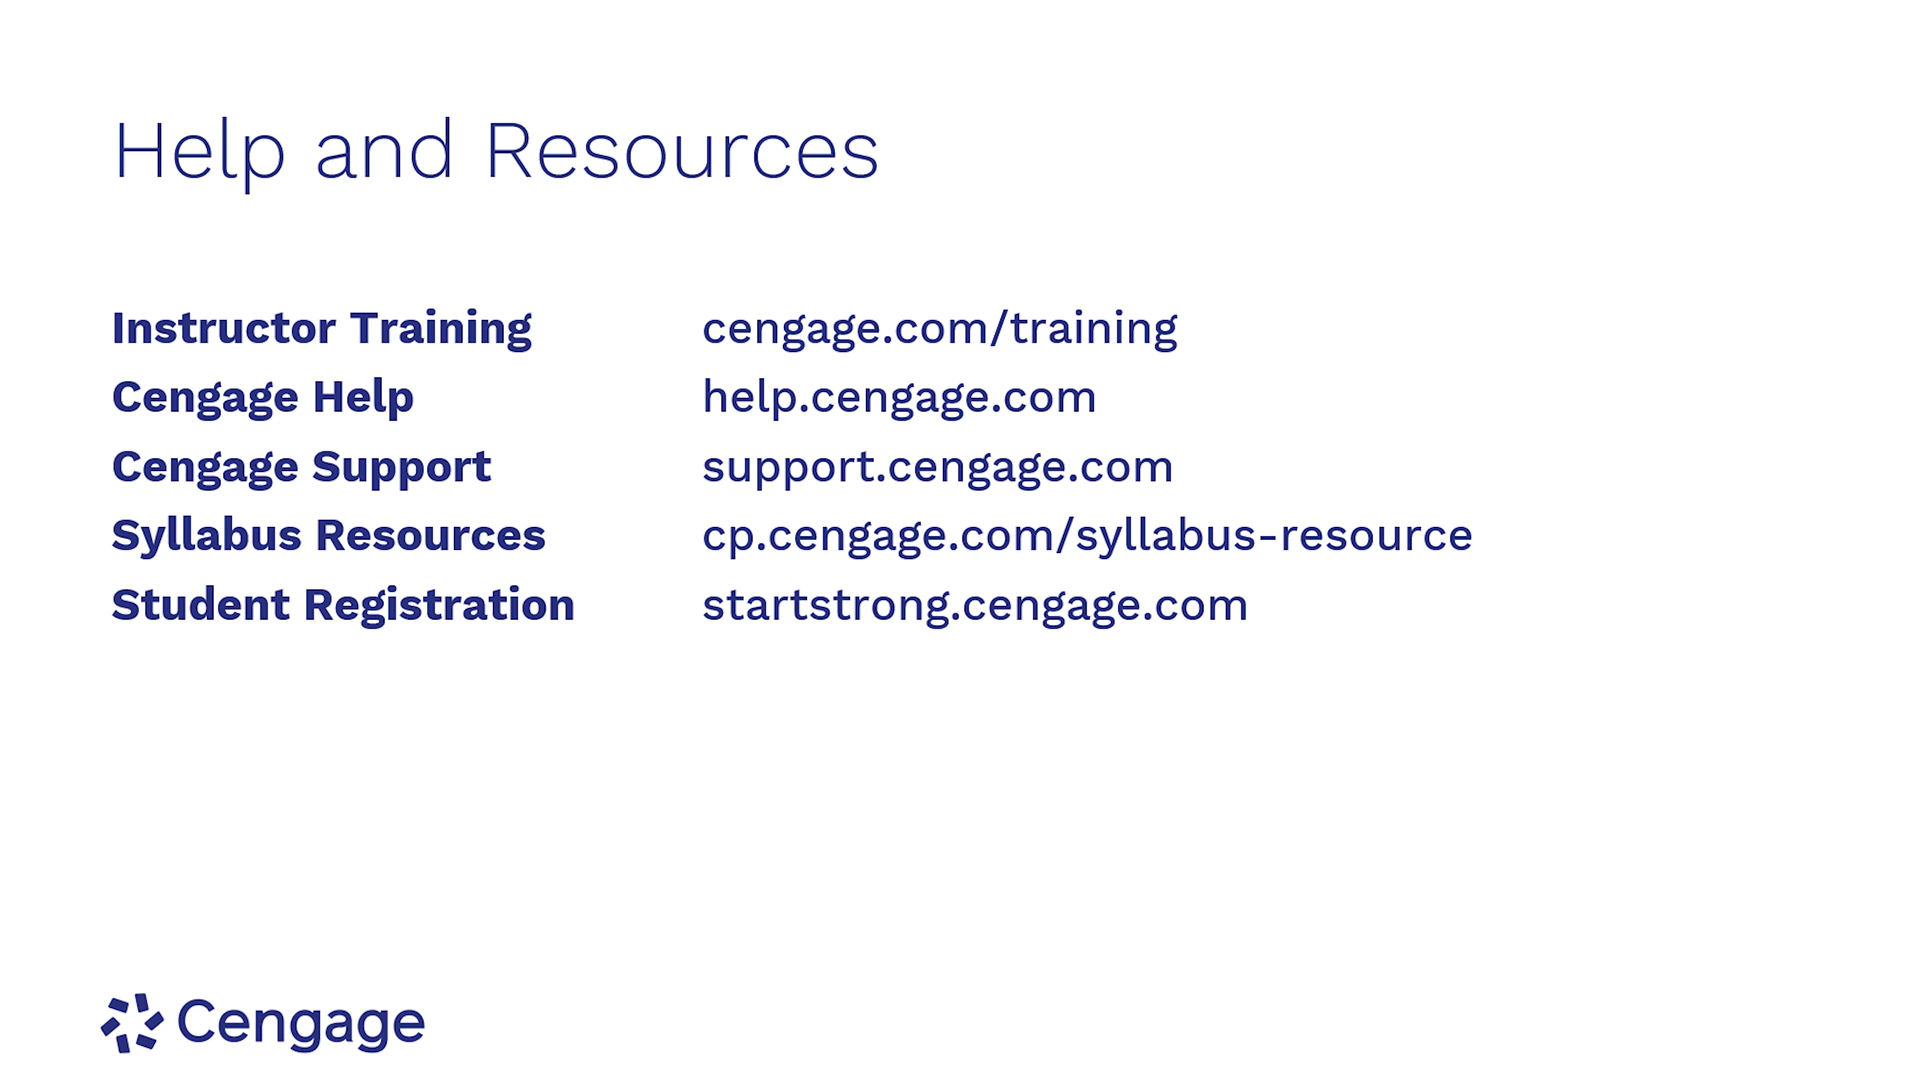 Help and Resources
Instructor Training cengage.com/training
Cengage Help help.cengage.com
Cengage Support support.cengage.com
Syllabus Resources cp.cengage.com/syllabus-resource
Student Registration startstrong.cengage.com
Cengage